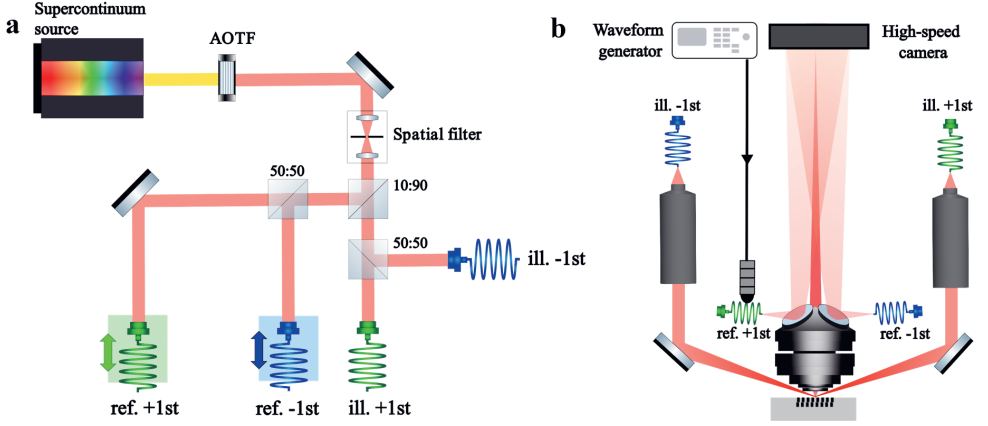 a
Supercontinuum
source
AOTF
Spatial filter
50:50
10:90
50:50
ill. -1st
ref. +1st
ref. -1st
ill. +1st
b
Waveform
generator
High-speed
camera
ill. -1st
ill. +1st
ref. +1st
ref. -1st